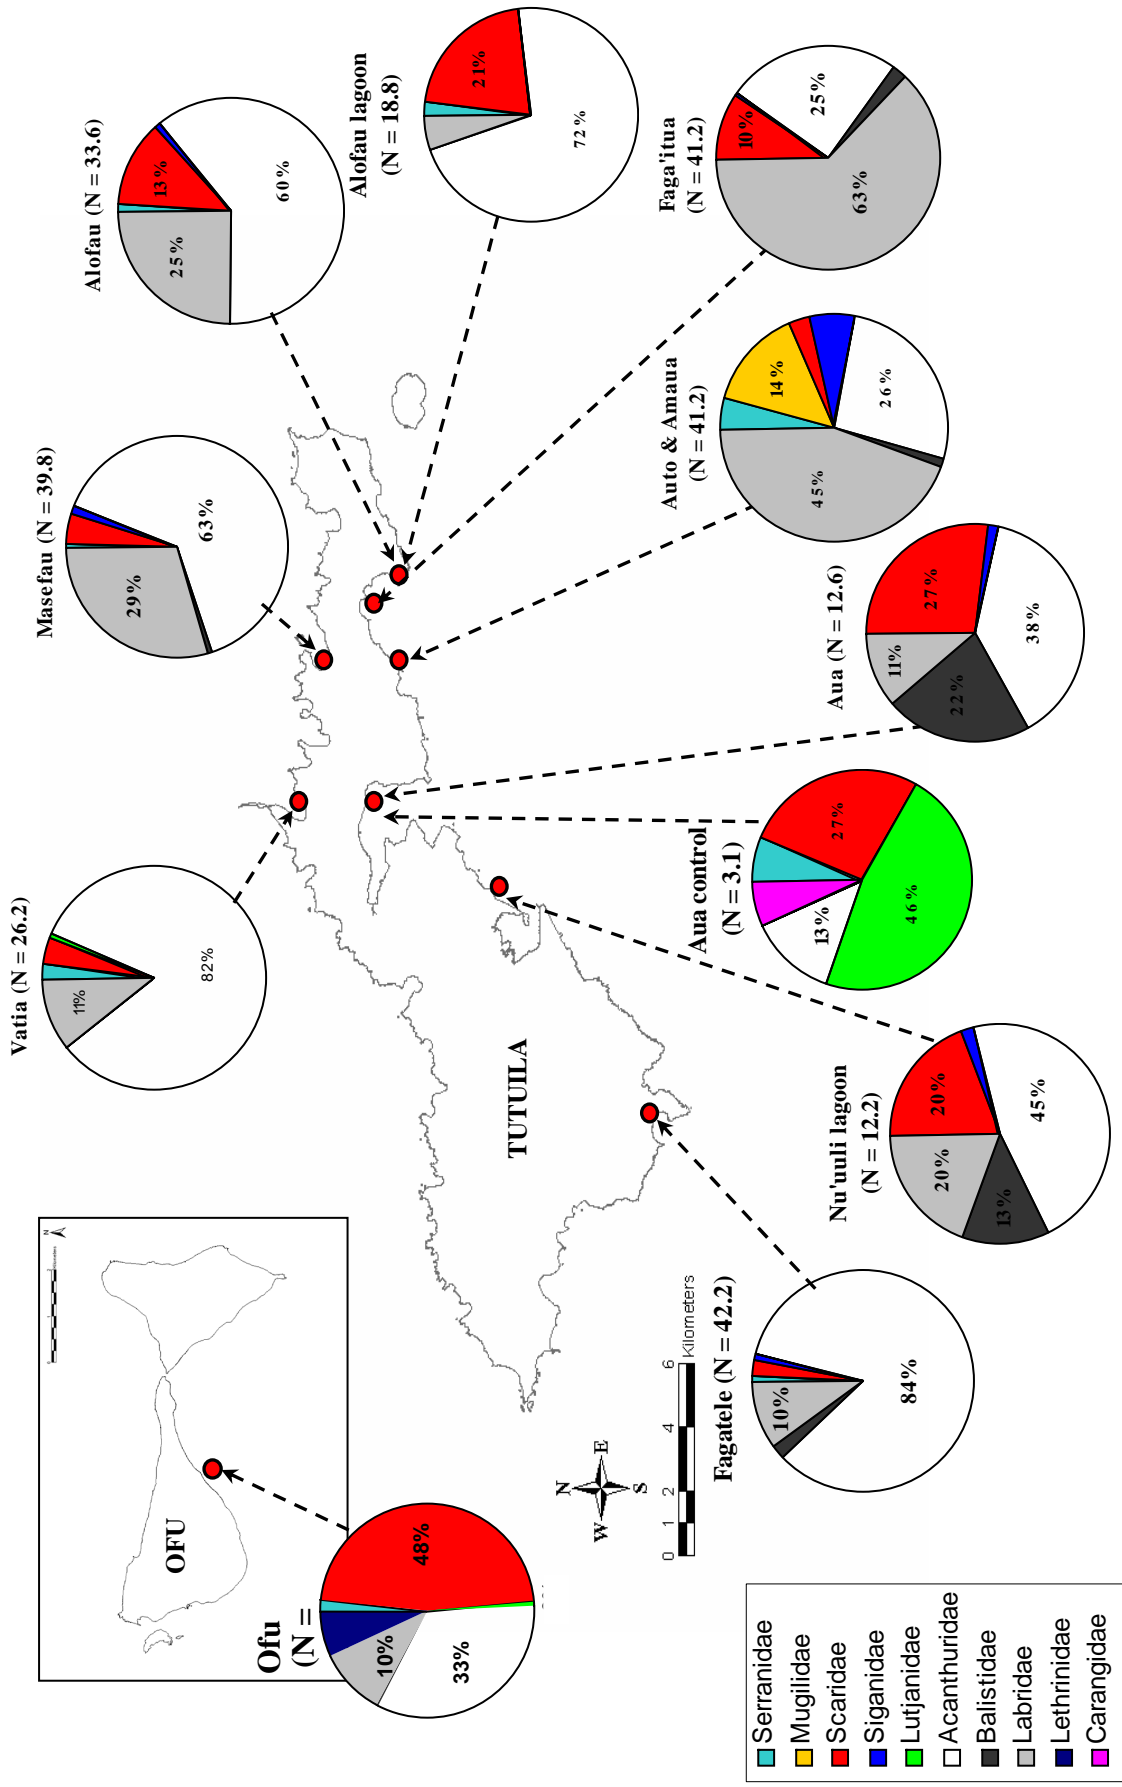 Ofu
(N =
48%
33%
10%
OFU
N
Vatia (N = 26.2)
11%
82%
Masefau (N = 39.8)
29%
63%
Alofau (N = 33.6)
13%
25%
60%
Alofau lagoon
(N = 18.8)
21%
72%
Faga'itua
(N = 41.2)
10%
25%
63%
Auto & Amaua
(N = 41.2)
14%
26%
45%
Aua (N = 12.6)
27%
11%
38%
22%
Aua control
(N = 3.1)
27%
13%
46%
Nu'uuli lagoon
(N = 12.2)
20%
20%
45%
13%
Fagatele (N = 42.2)
10%
84%
TUTUILA
N
W
E
S
0 1 2 4 6
Kilometers
Serranidae
Mugilidae
Scaridae
Siganidae
Lutjanidae
Acanthuridae
Balistidae
Labridae
Lethrinidae
Carangidae